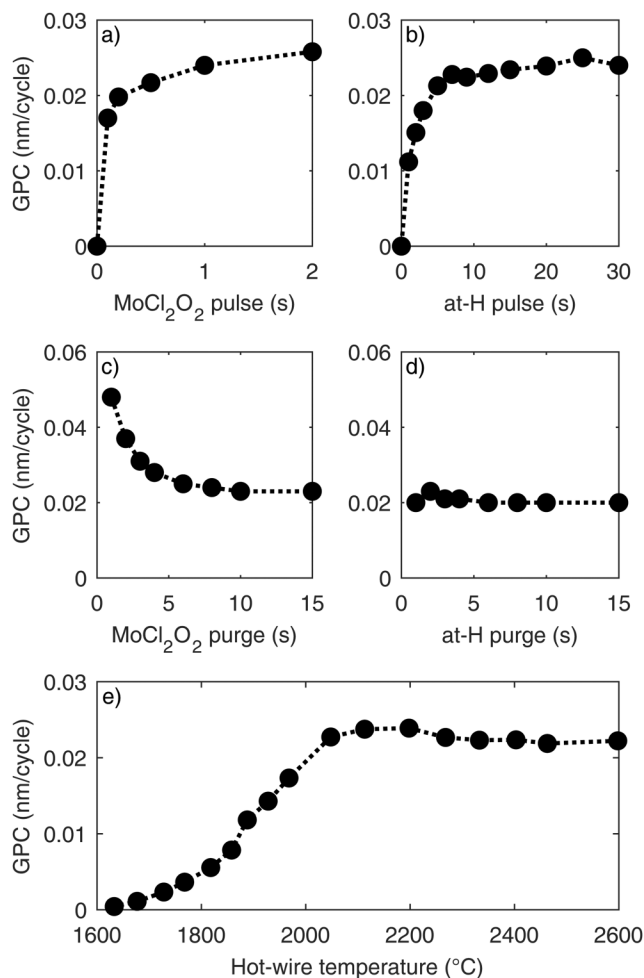 a)
GPC (nm/cycle)
0.03
0.02
0.01
0
0 1 2
MoCl₂O₂ pulse (s)
b)
0.03
0.02
0.01
0
0 10 20 30
at-H pulse (s)
c)
GPC (nm/cycle)
0.06
0.04
0.02
0
0 5 10 15
MoCl₂O₂ purge (s)
d)
0.06
0.04
0.02
0
0 5 10 15
at-H purge (s)
e)
GPC (nm/cycle)
0.03
0.02
0.01
0
1600 1800 2000 2200 2400 2600
Hot-wire temperature (°C)